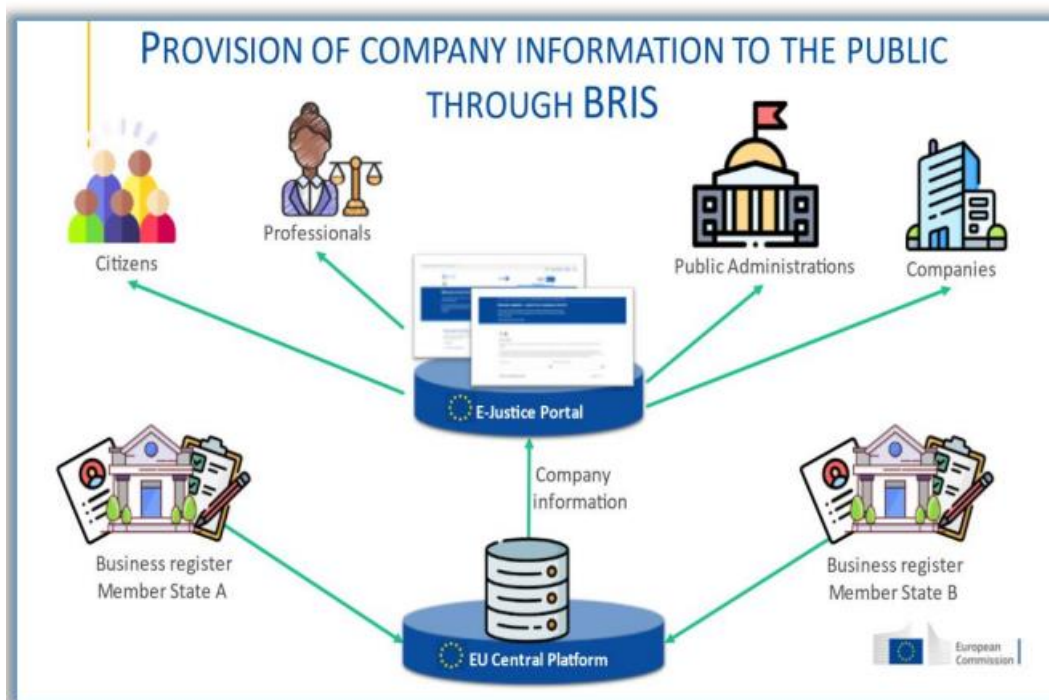 PROVISION OF COMPANY INFORMATION TO THE PUBLIC
THROUGH BRIS
Citizens
Professionals
Public Administrations
Companies
E-Justice Portal
Company
information
Business register
Member State A
Business register
Member State B
EU Central Platform
European
Commission